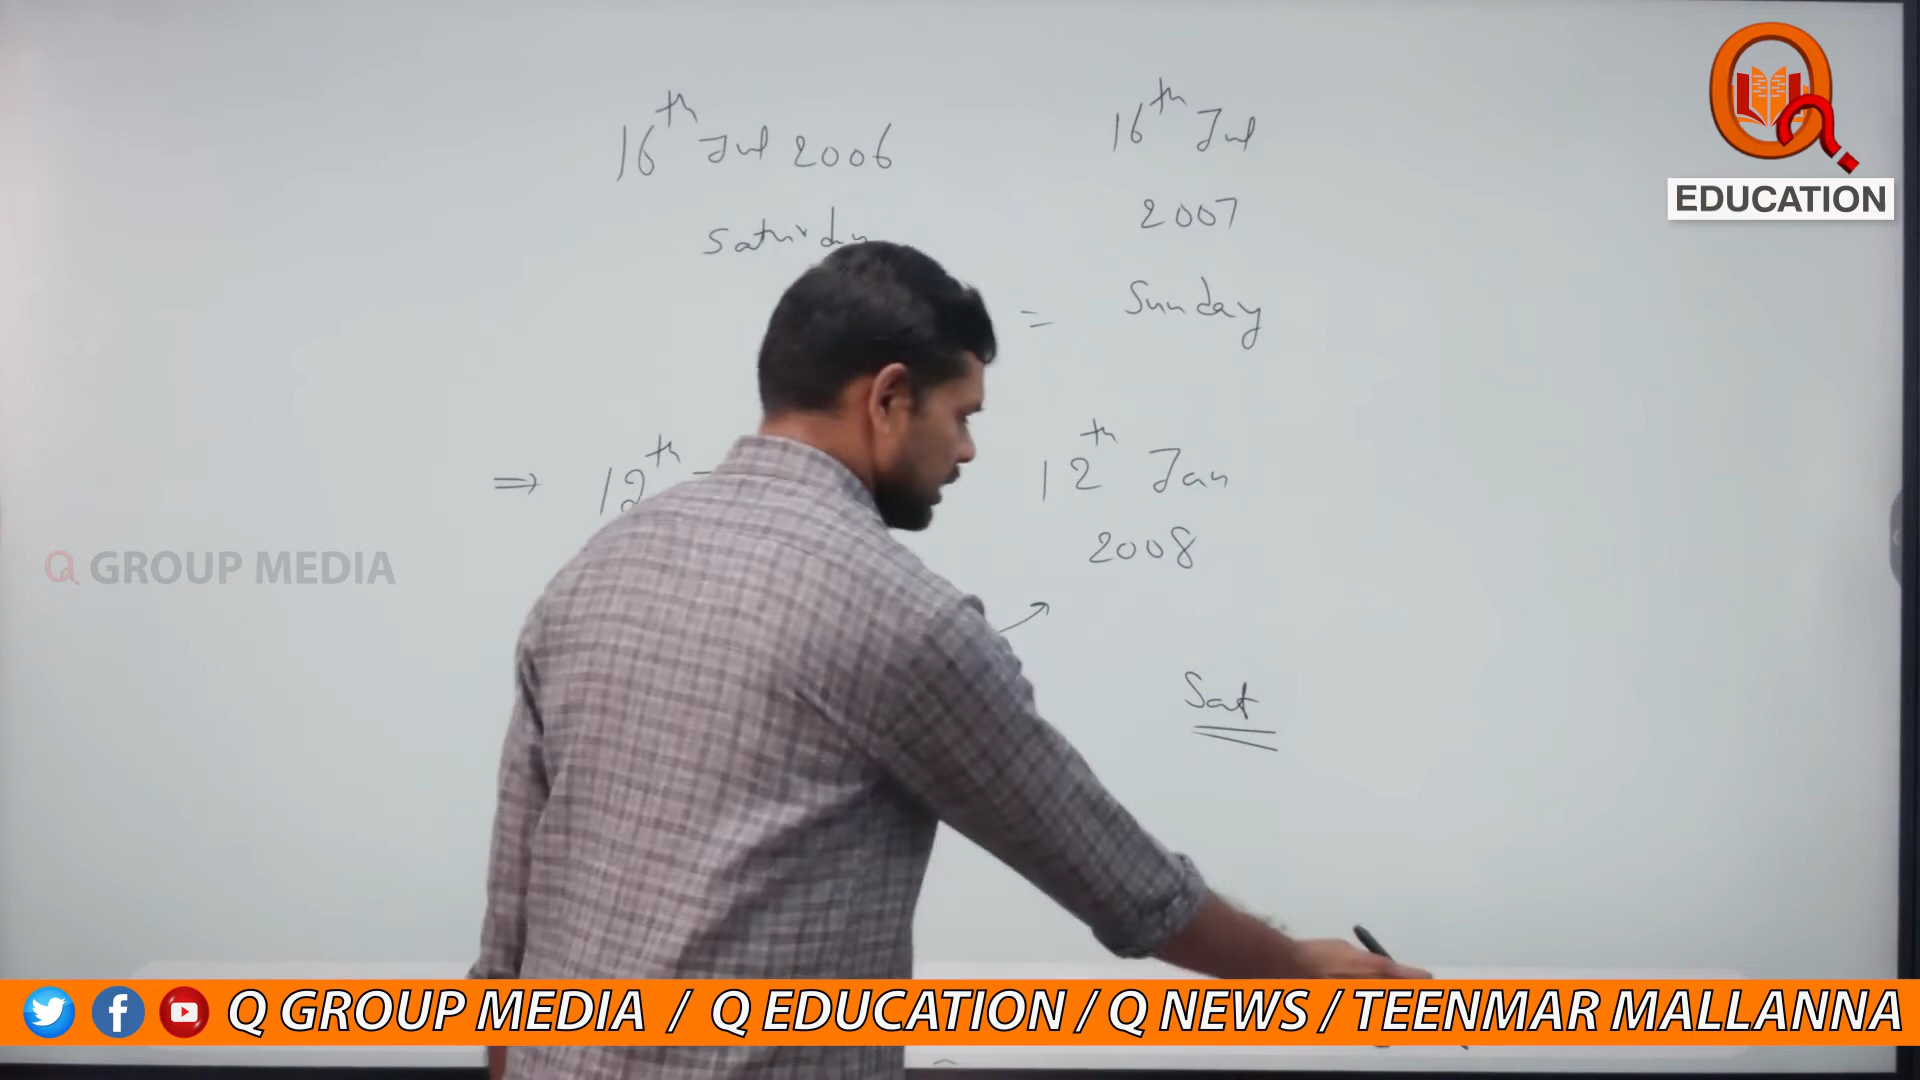 16th Jul 2006
Saturday
16th Jul
2007
= Sunday
⇒ 12th
12th Jan
2008
Sat
EDUCATION
Q GROUP MEDIA
Q GROUP MEDIA / Q EDUCATION / Q NEWS / TEENMAR MALLANNA